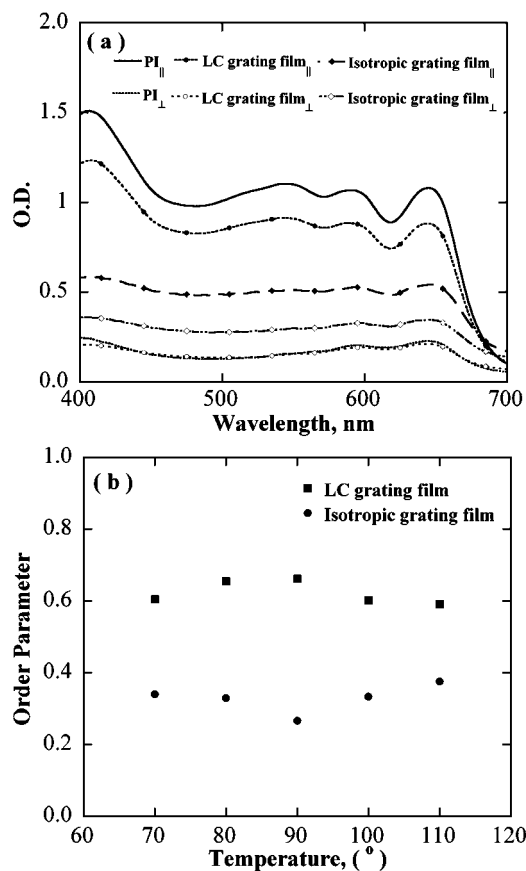 ( a )
PI||
LC grating film||
Isotropic grating film||
PI⊥
LC grating film⊥
Isotropic grating film⊥
2.0
1.5
1
0.5
0.0
O.D.
400
500
600
700
Wavelength, nm
( b )
LC grating film
Isotropic grating film
1.0
0.8
0.6
0.4
0.2
0.0
Order Parameter
60
70
80
90
100
110
120
Temperature, ( º )